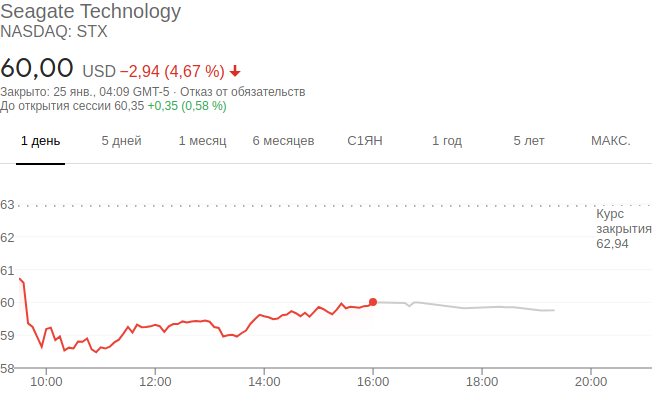 Seagate Technology
NASDAQ: STX
60,00 USD −2,94 (4,67 %)
Закрыто: 25 янв., 04:09 GMT-5 · Отказ от обязательств
До открытия сессии 60,35 +0,35 (0,58 %)
1 день 5 дней 1 месяц 6 месяцев С1ЯН 1 год 5 лет МАКС.
63
Курс
закрытия
62,94
62
61
60
59
58
10:00 12:00 14:00 16:00 18:00 20:00